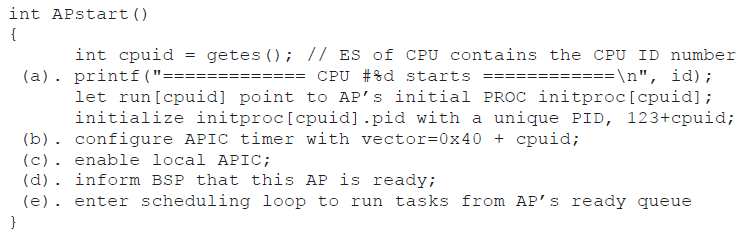 int APstart()
{
int cpuid = getes(); // ES of CPU contains the CPU ID number
(a). printf("============= CPU #%d starts ============\n", id);
let run[cpuid] point to AP's initial PROC initproc[cpuid];
initialize initproc[cpuid].pid with a unique PID, 123+cpuid;
(b). configure APIC timer with vector=0x40 + cpuid;
(c). enable local APIC;
(d). inform BSP that this AP is ready;
(e). enter scheduling loop to run tasks from AP's ready queue
}